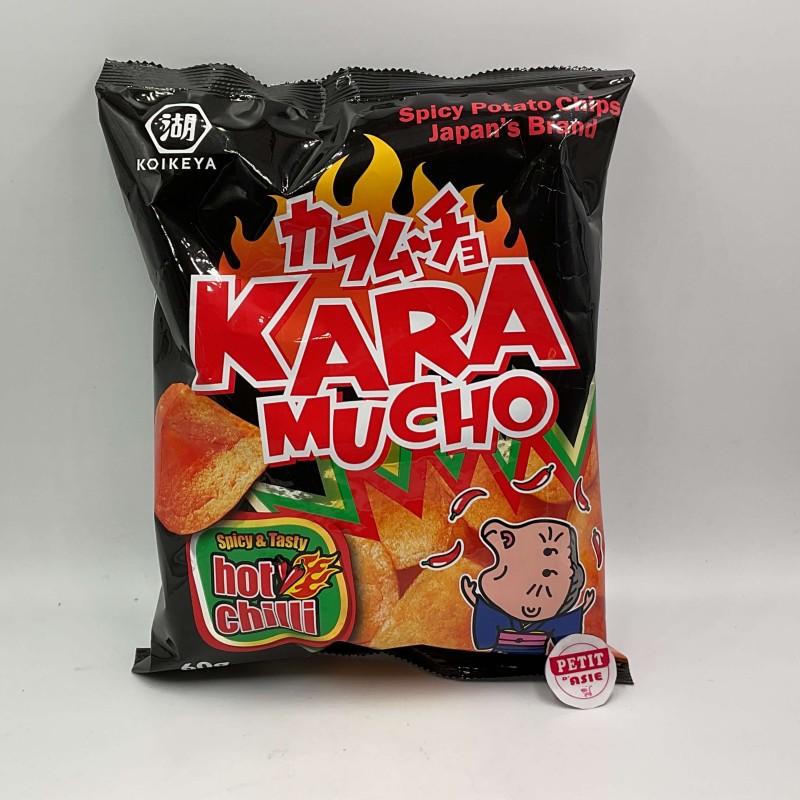 湖
KOIKEYA
Spicy Potato Chips
Japan's Brand
カラムーチョ
KARA
MUCHO
Spicy & Tasty
hot
chilli
60g
PETIT
D'ASIE